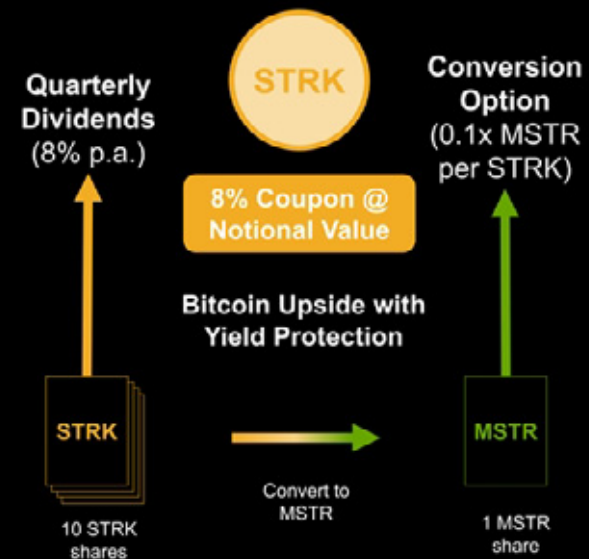 STRK
Quarterly
Dividends
(8% p.a.)
Conversion
Option
(0.1x MSTR
per STRK)
8% Coupon @
Notional Value
Bitcoin Upside with
Yield Protection
STRK
MSTR
Convert to
MSTR
10 STRK
shares
1 MSTR
share